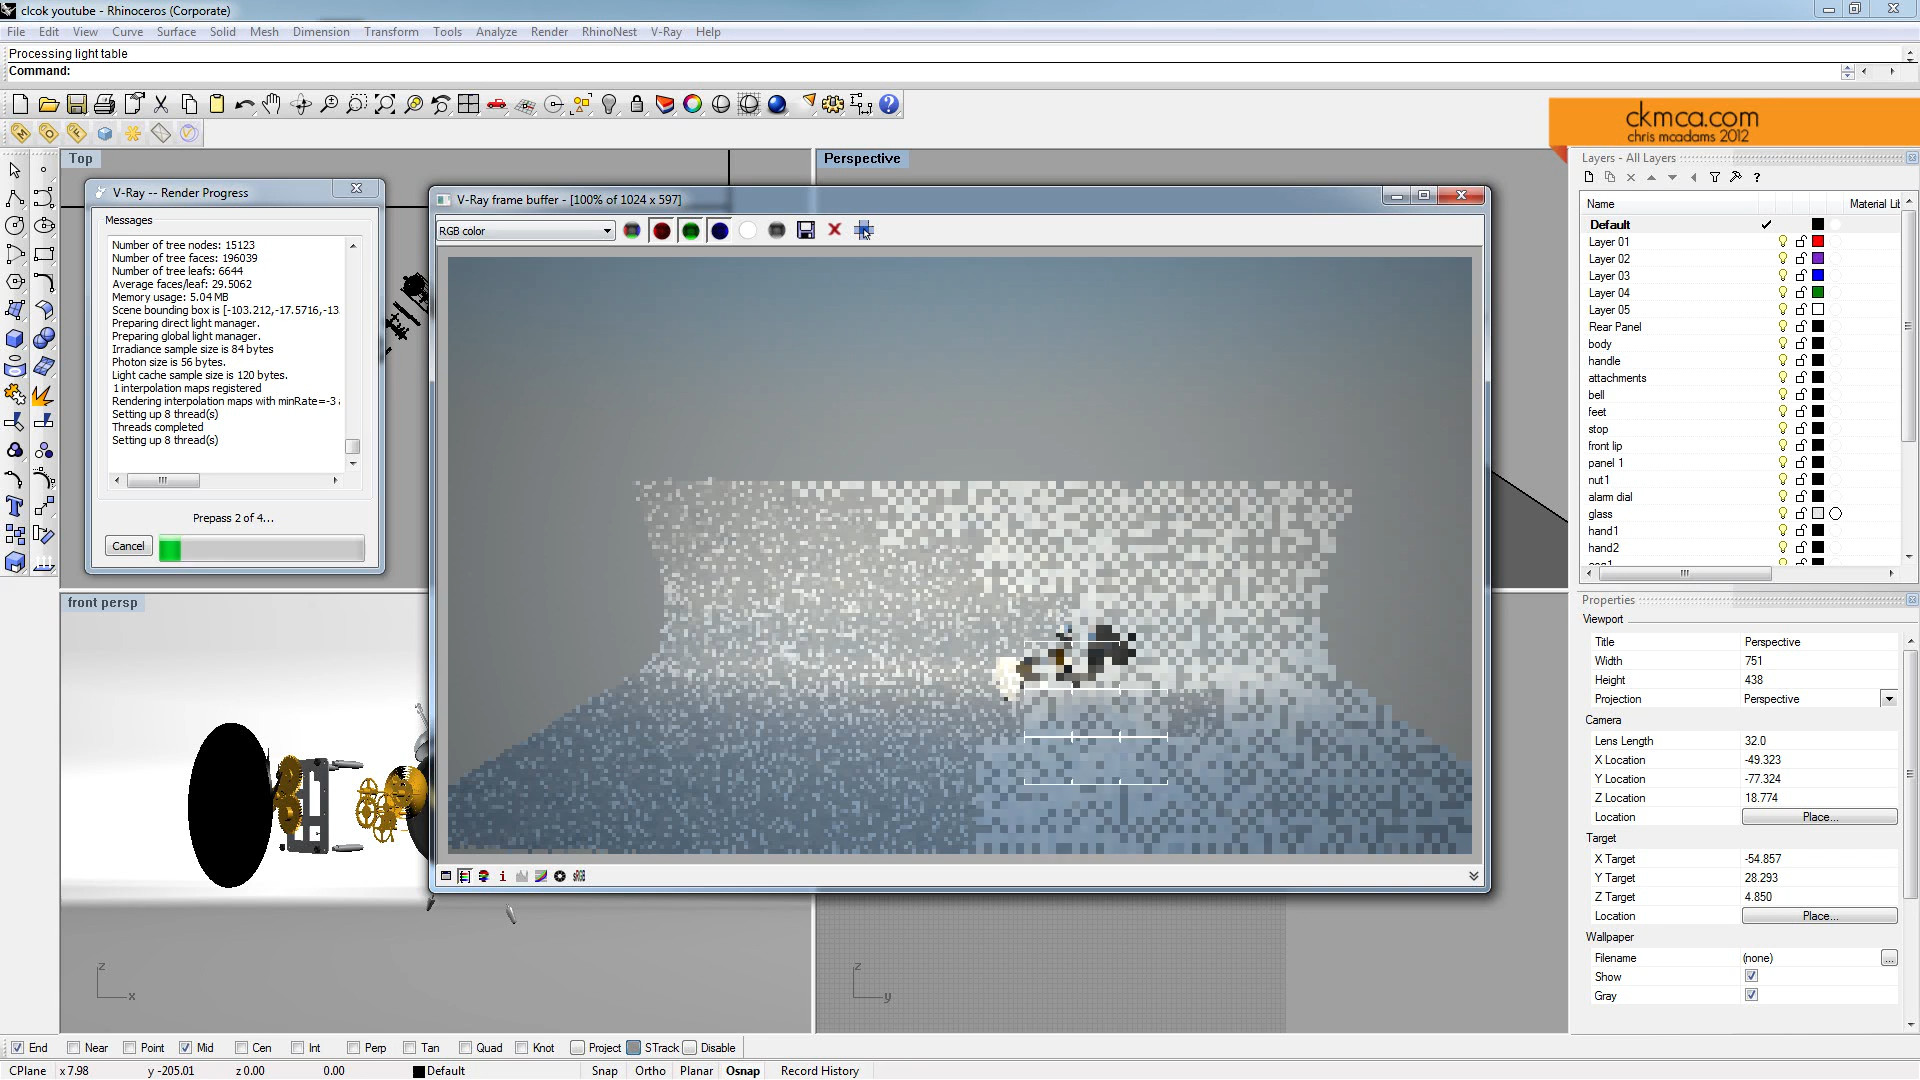 clcok youtube - Rhinoceros (Corporate)
File Edit View Curve Surface Solid Mesh Dimension Transform Tools Analyze Render RhinoNest V-Ray Help
Processing light table
Command:
ckmca.com
chris mcadams 2012
Top
Perspective
V-Ray -- Render Progress
Messages
Number of tree nodes: 15123
Number of tree faces: 196039
Number of tree leafs: 6644
Average faces/leaf: 29.5062
Memory usage: 5.04 MB
Scene bounding box is [-103.212,-17.5716,-13
Preparing direct light manager.
Preparing global light manager.
Irradiance sample size is 84 bytes
Photon size is 56 bytes.
Light cache sample size is 120 bytes.
1 interpolation maps registered
Rendering interpolation maps with minRate=-3
Setting up 8 thread(s)
Threads completed
Setting up 8 thread(s)
Prepass 2 of 4...
Cancel
V-Ray frame buffer - [100% of 1024 x 597]
RGB color
front persp
z
x
z
y
Layers - All Layers
Name Material Lib
Default
Layer 01
Layer 02
Layer 03
Layer 04
Layer 05
Rear Panel
body
handle
attachments
bell
feet
stop
front lip
panel 1
nut1
alarm dial
glass
hand1
hand2
Properties
Viewport
Title Perspective
Width 751
Height 438
Projection Perspective
Camera
Lens Length 32.0
X Location -49.323
Y Location -77.324
Z Location 18.774
Location Place...
Target
X Target -54.857
Y Target 28.293
Z Target 4.850
Location Place...
Wallpaper
Filename (none) ...
Show
Gray
End Near Point Mid Cen Int Perp Tan Quad Knot Project STrack Disable
CPlane x 7.98 y -205.01 z 0.00 0.00 Default Snap Ortho Planar Osnap Record History